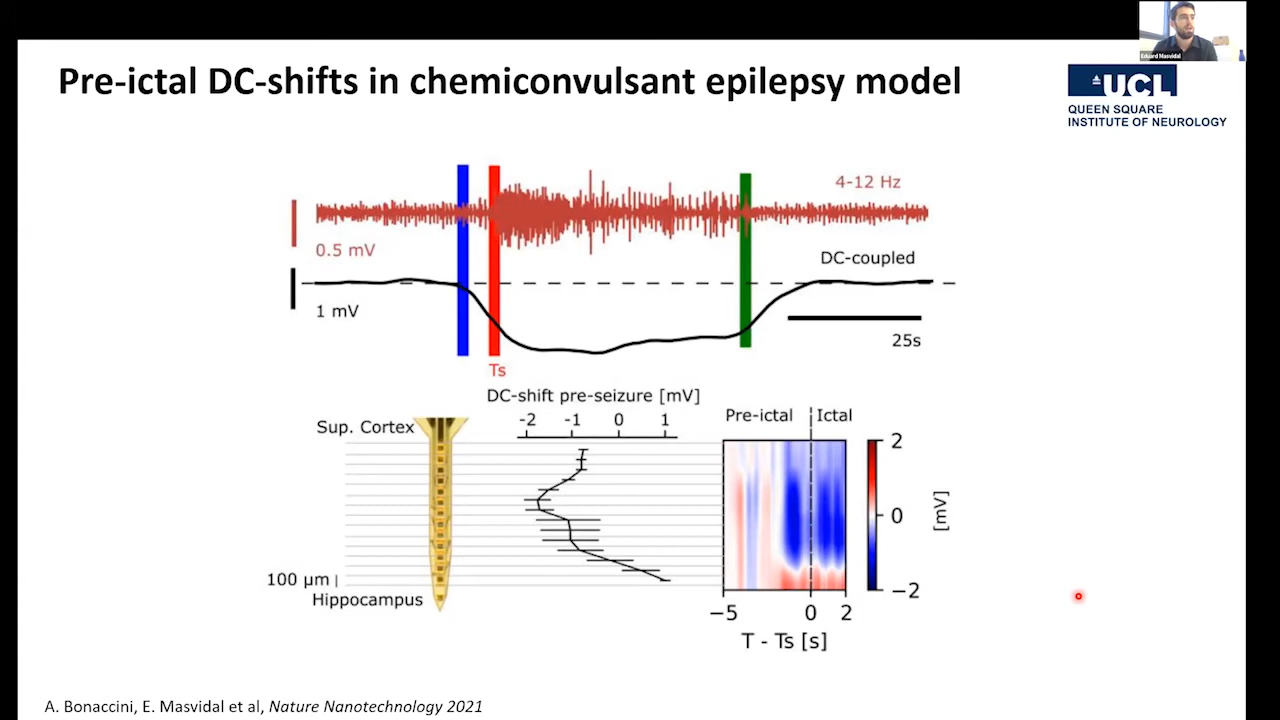 Eduard Masvidal
Pre-ictal DC-shifts in chemiconvulsant epilepsy model
UCL
QUEEN SQUARE
INSTITUTE OF NEUROLOGY
4-12 Hz
0.5 mV
DC-coupled
1 mV
25s
Ts
DC-shift pre-seizure [mV]
-2 -1 0 1
Sup. Cortex
100 µm
Hippocampus
Pre-ictal Ictal
2
0
−2
[mV]
−5 0 2
T - Ts [s]
A. Bonaccini, E. Masvidal et al, Nature Nanotechnology 2021